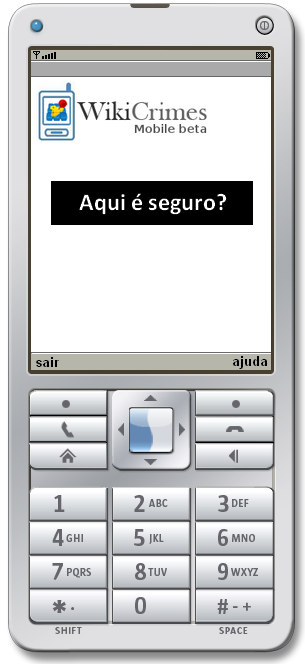 WikiCrimes
Mobile beta
Aqui é seguro?
sair ajuda
1 2 ABC 3 DEF
4 GHI 5 JKL 6 MNO
7 PQRS 8 TUV 9 WXYZ
* . 0 # - +
SHIFT SPACE